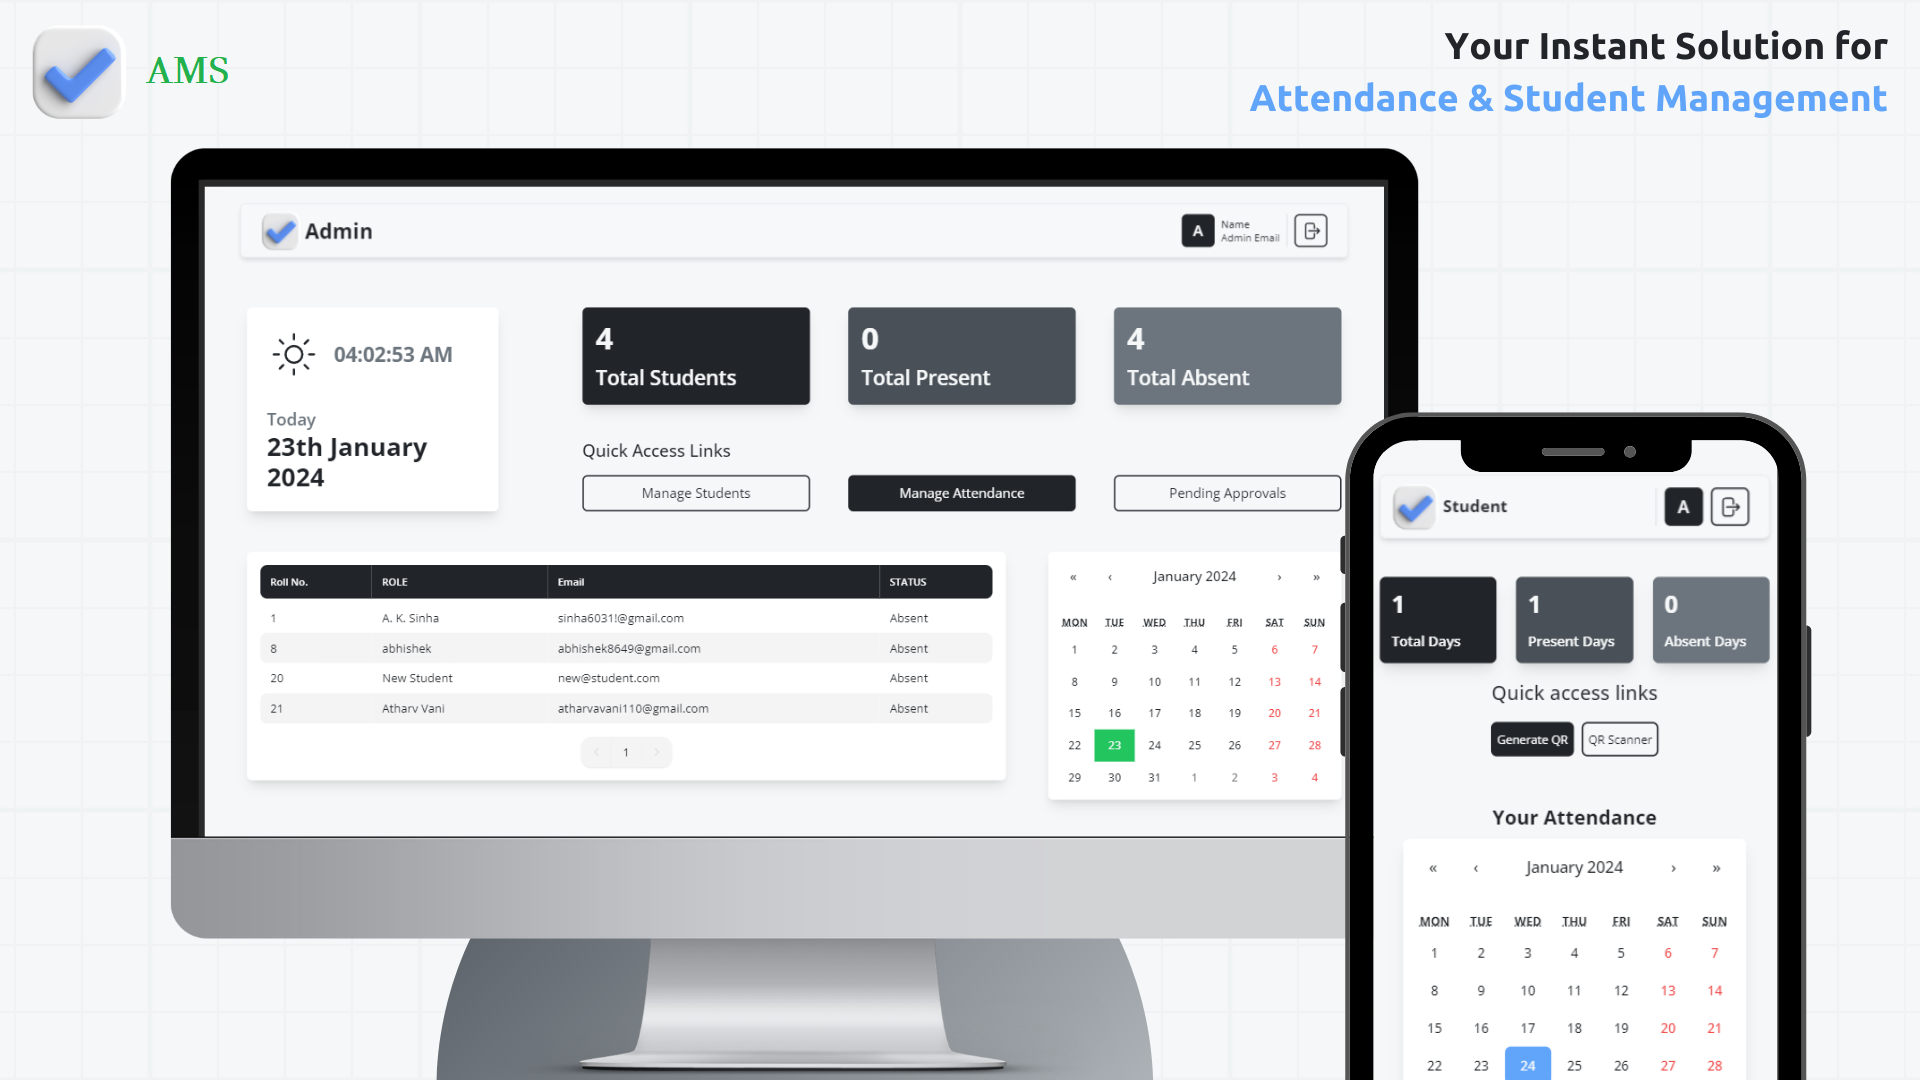 AMS
Your Instant Solution for
Attendance & Student Management
Admin
A
Name
Admin Email
04:02:53 AM
Today
23th January
2024
4
Total Students
0
Total Present
4
Total Absent
Quick Access Links
Manage Students
Manage Attendance
Pending Approvals
Roll No. ROLE Email STATUS
1 A. K. Sinha sinha6031!@gmail.com Absent
8 abhishek abhishek8649@gmail.com Absent
20 New Student new@student.com Absent
21 Atharv Vani atharvavani110@gmail.com Absent
‹ 1 ›
« ‹ January 2024 › »
MON TUE WED THU FRI SAT SUN
1 2 3 4 5 6 7
8 9 10 11 12 13 14
15 16 17 18 19 20 21
22 23 24 25 26 27 28
29 30 31 1 2 3 4
Student
A
1
Total Days
1
Present Days
0
Absent Days
Quick access links
Generate QR
QR Scanner
Your Attendance
« ‹ January 2024 › »
MON TUE WED THU FRI SAT SUN
1 2 3 4 5 6 7
8 9 10 11 12 13 14
15 16 17 18 19 20 21
22 23 24 25 26 27 28